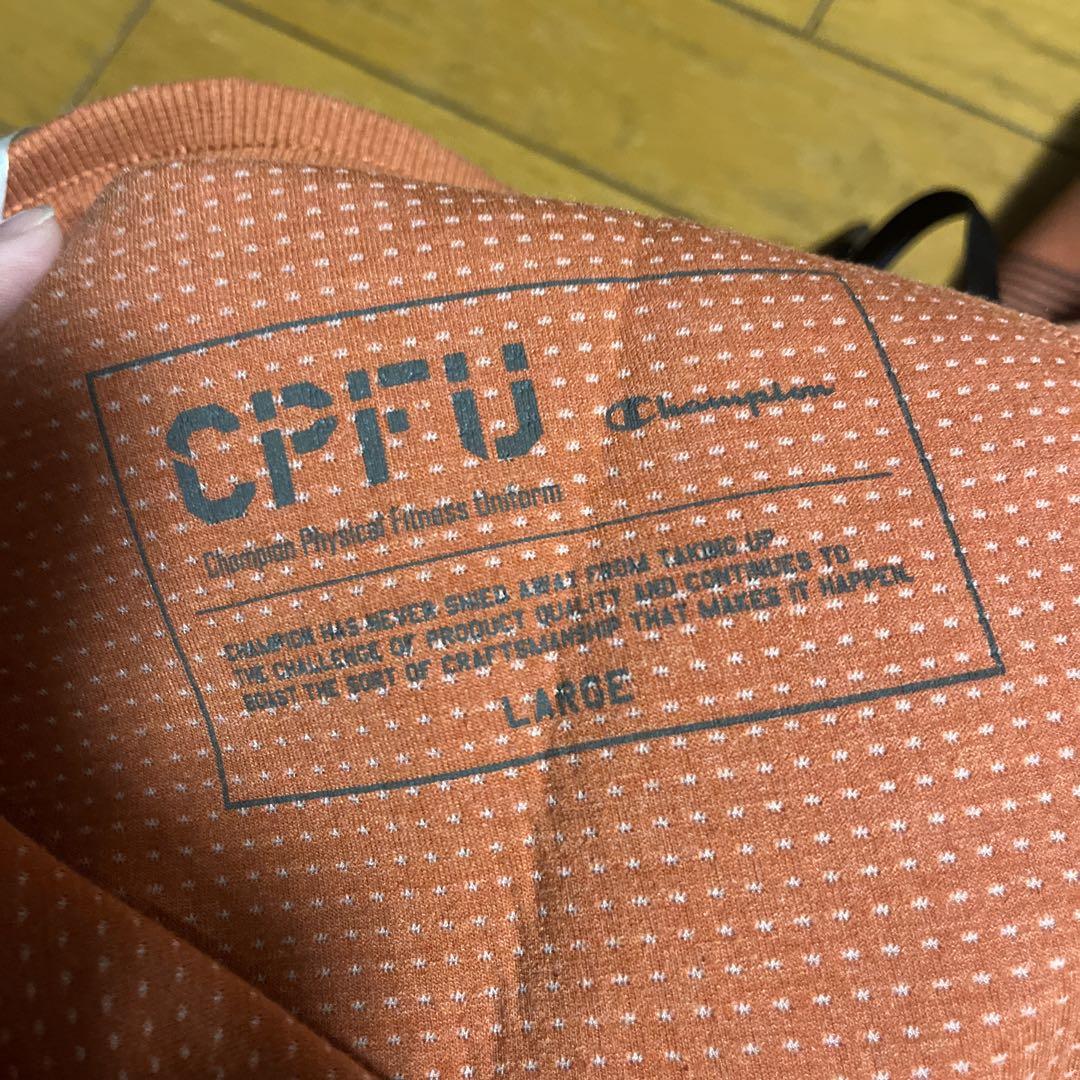 CPFU
Champion
Champion Physical Fitness Uniform
CHAMPION HAS NEVER SHIED AWAY FROM TAKING UP
THE CHALLENGE OF PRODUCT QUALITY AND CONTINUES TO
BOAST THE SORT OF CRAFTSMANSHIP THAT MAKES IT HAPPEN.
LARGE